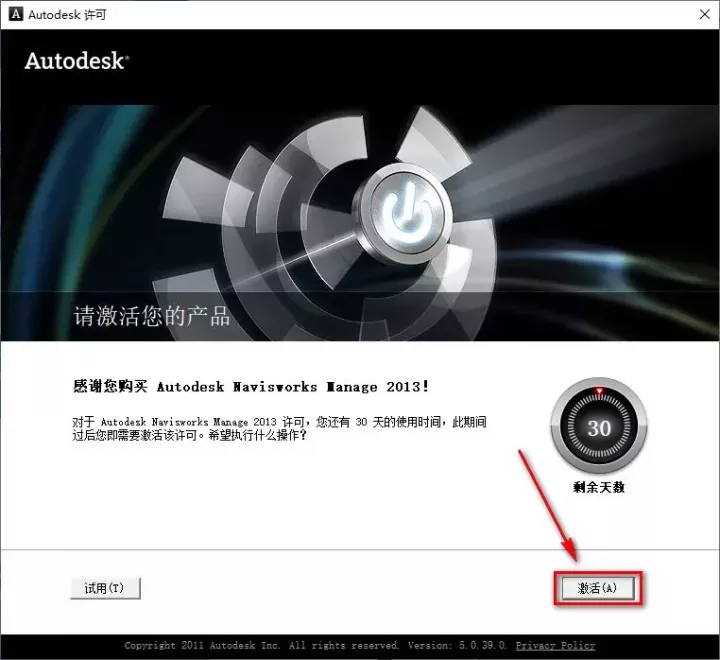 Autodesk 许可
Autodesk®
请激活您的产品
感谢您购买 Autodesk Navisworks Manage 2013!
对于 Autodesk Navisworks Manage 2013 许可，您还有 30 天的使用时间，此期间
过后您即需要激活该许可。希望执行什么操作?
30
剩余天数
试用(T)
激活(A)
Copyright 2011 Autodesk Inc. All rights reserved. Version: 5.0.39.0. Privacy Policy